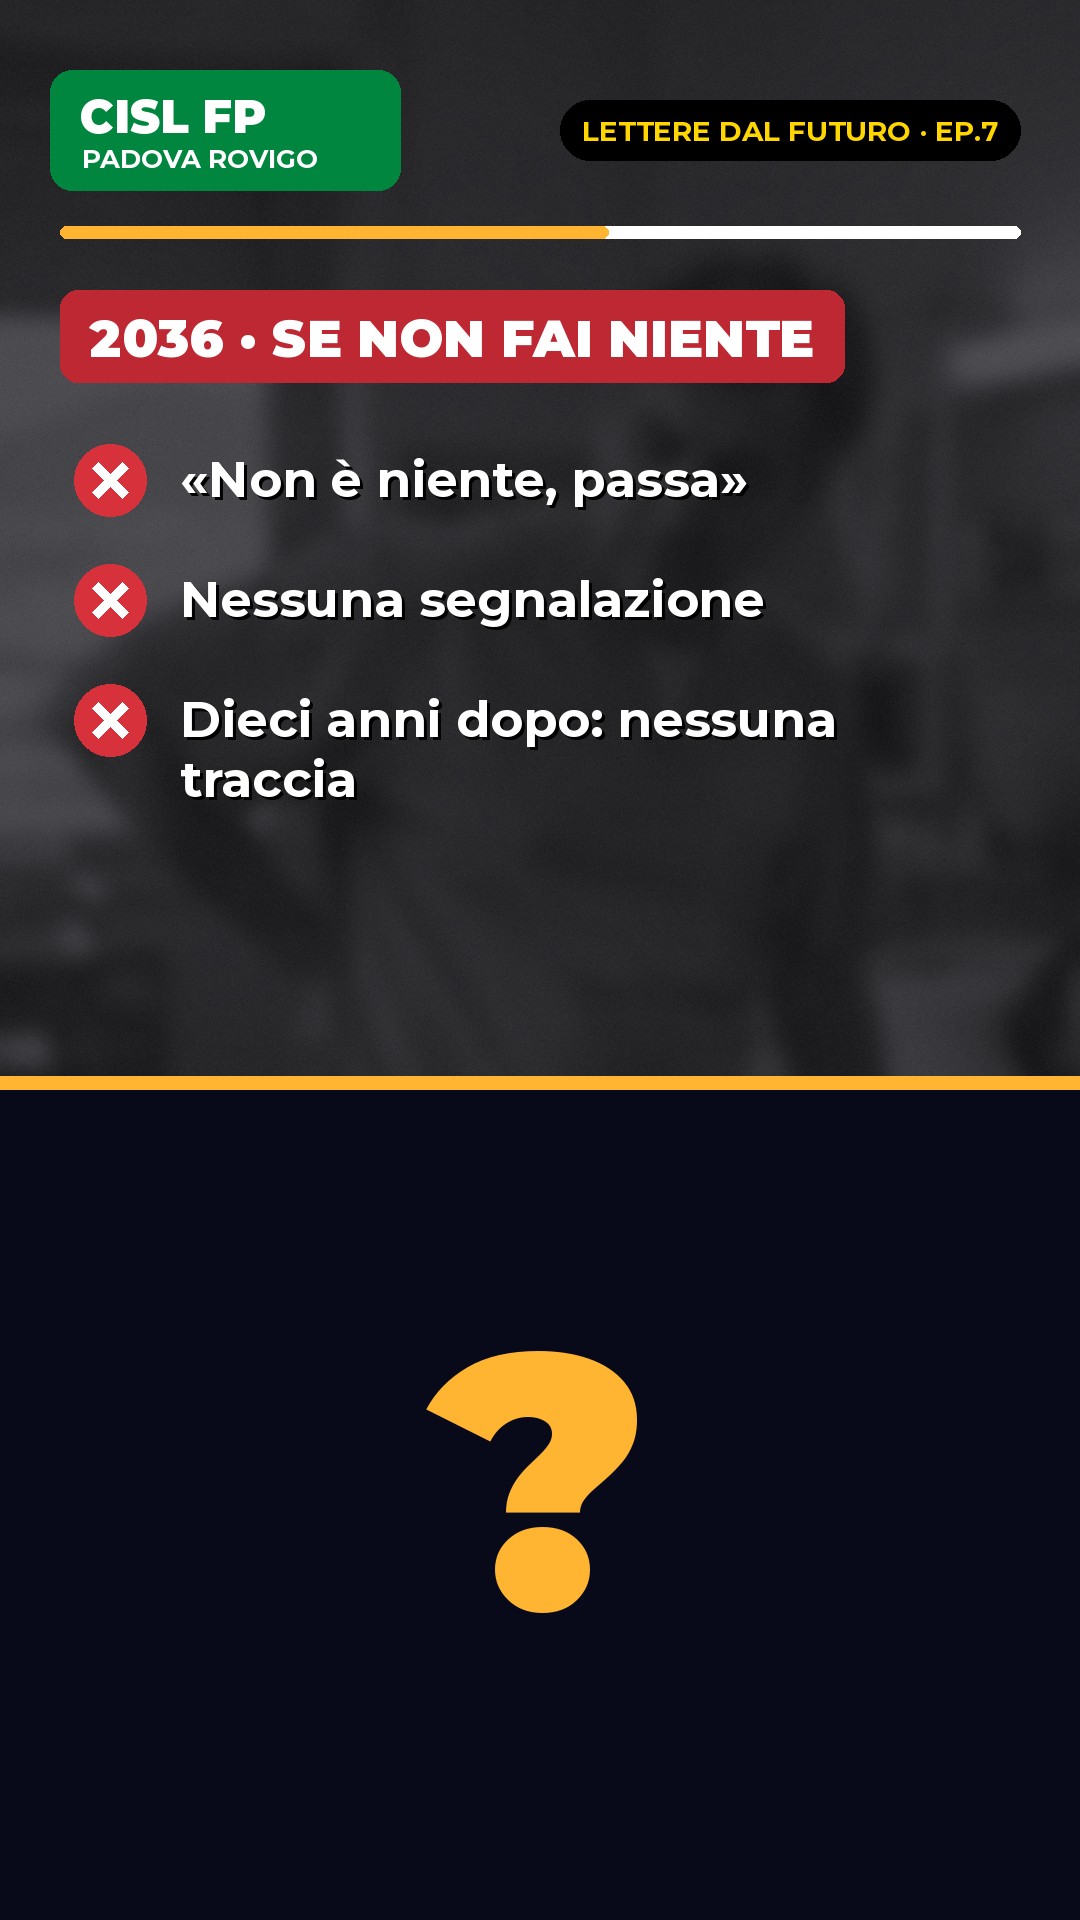 CISL FP
PADOVA ROVIGO
LETTERE DAL FUTURO · EP.7
2036 • SE NON FAI NIENTE
«Non è niente, passa»
Nessuna segnalazione
Dieci anni dopo: nessuna
traccia
?